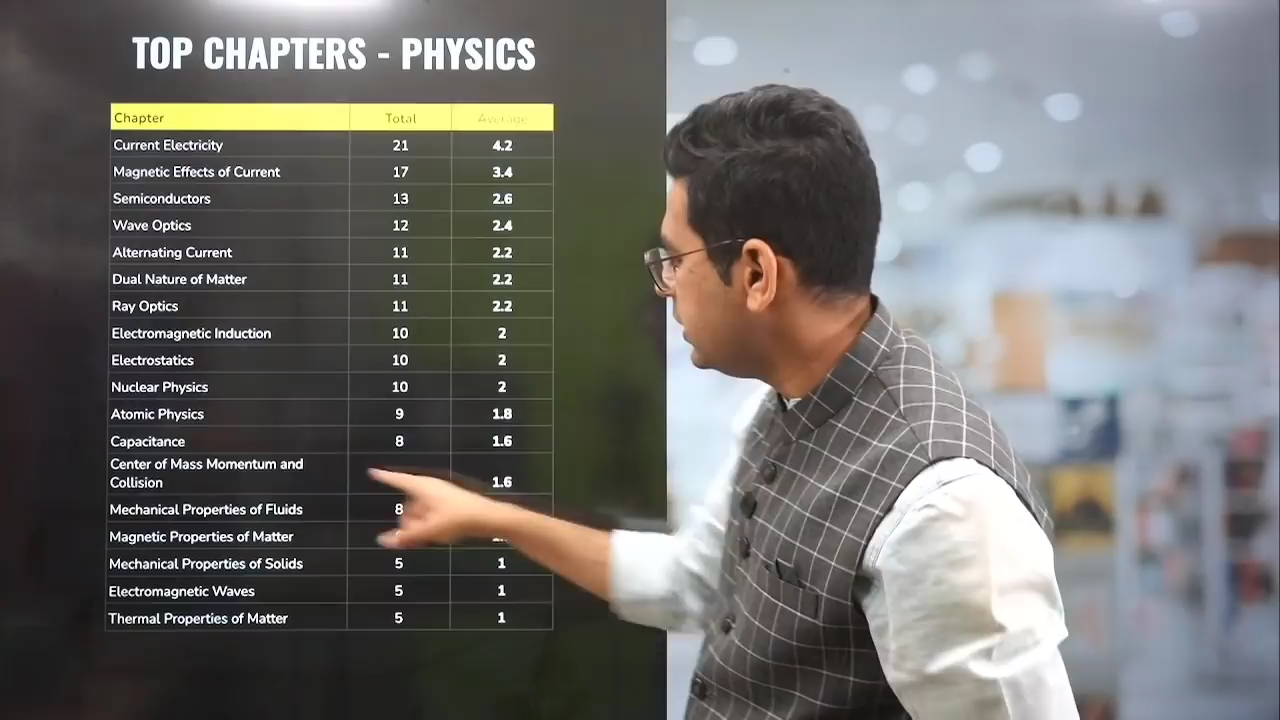 TOP CHAPTERS - PHYSICS
Chapter Total Average
Current Electricity 21 4.2
Magnetic Effects of Current 17 3.4
Semiconductors 13 2.6
Wave Optics 12 2.4
Alternating Current 11 2.2
Dual Nature of Matter 11 2.2
Ray Optics 11 2.2
Electromagnetic Induction 10 2
Electrostatics 10 2
Nuclear Physics 10 2
Atomic Physics 9 1.8
Capacitance 8 1.6
Center of Mass Momentum and
Collision 1.6
Mechanical Properties of Fluids 8
Magnetic Properties of Matter
Mechanical Properties of Solids 5 1
Electromagnetic Waves 5 1
Thermal Properties of Matter 5 1